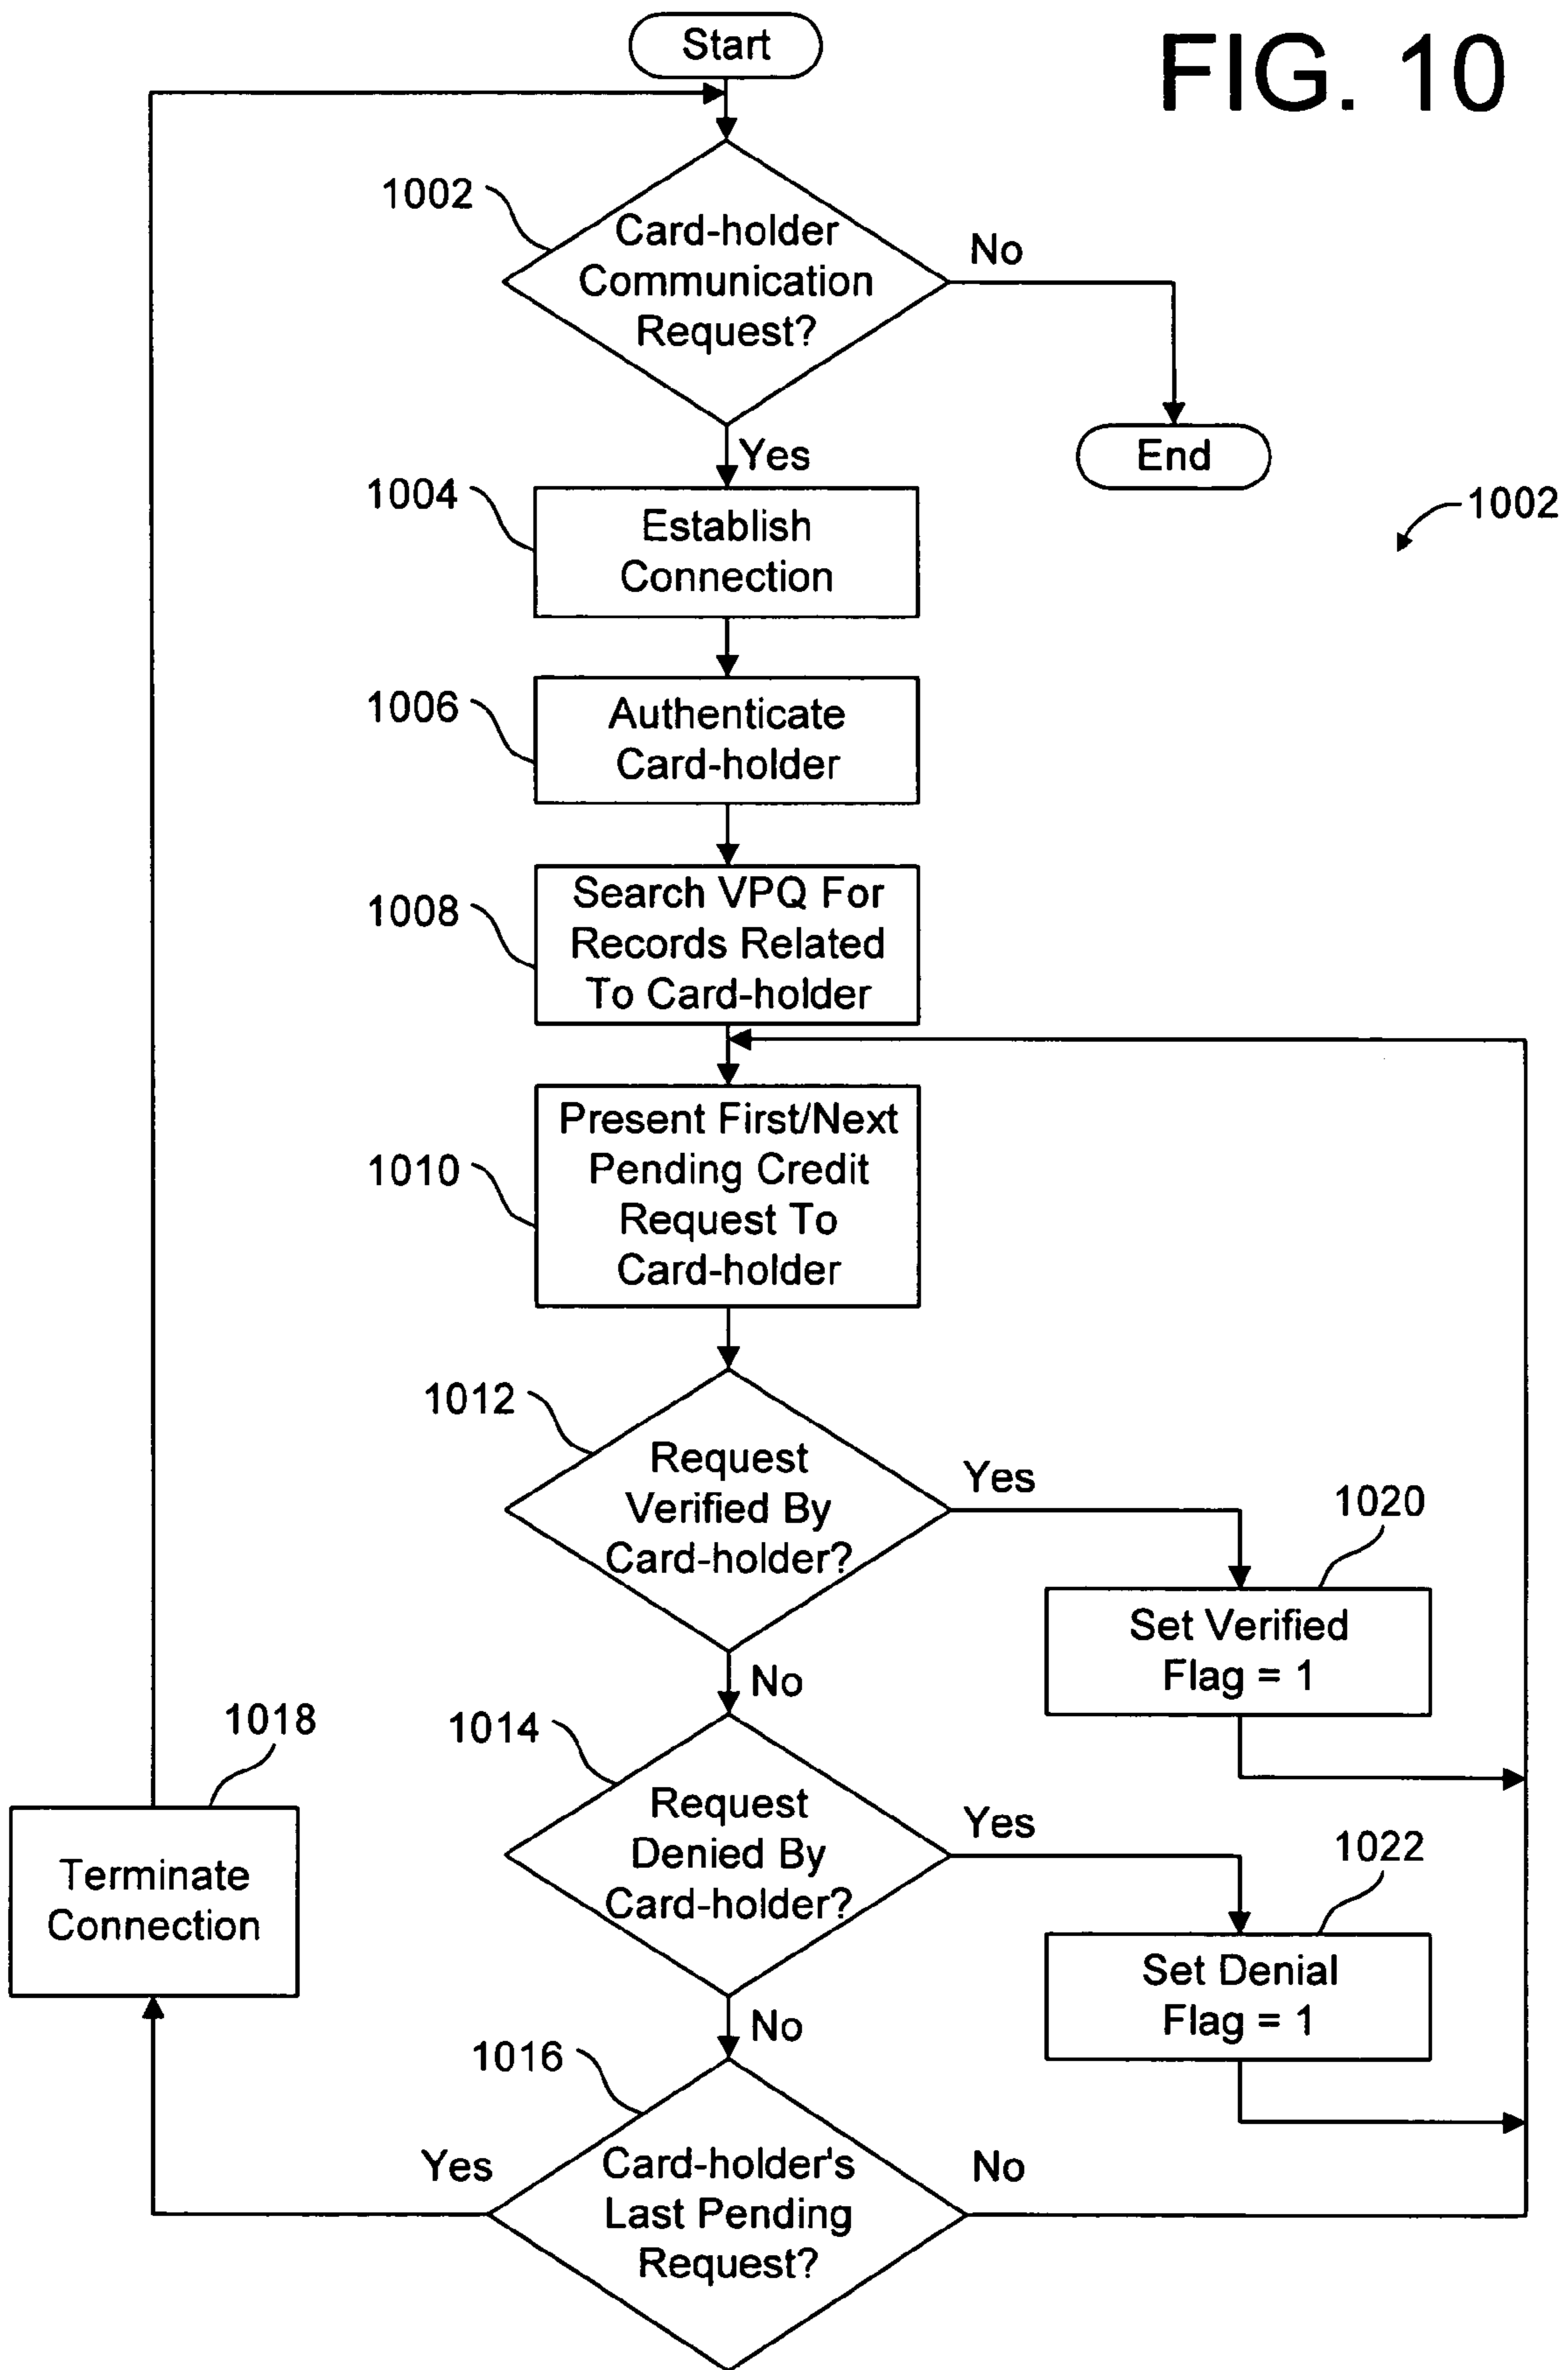 FIG. 10
Start
1002
Card-holder
Communication
Request?
No
End
Yes
1002
1004
Establish
Connection
1006
Authenticate
Card-holder
1008
Search VPQ For
Records Related
To Card-holder
1010
Present First/Next
Pending Credit
Request To
Card-holder
1012
Request
Verified By
Card-holder?
Yes
1020
Set Verified
Flag = 1
No
1014
Request
Denied By
Card-holder?
Yes
1022
Set Denial
Flag = 1
1018
Terminate
Connection
No
1016
Card-holder's
Last Pending
Request?
Yes
No